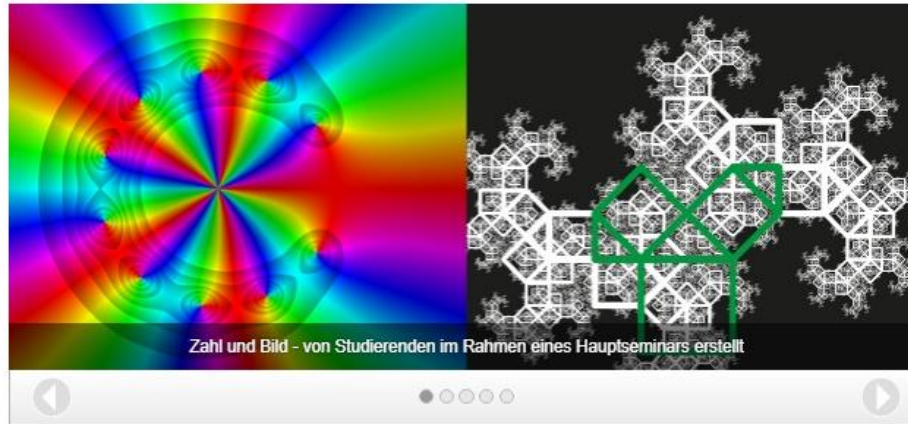 Zahl und Bild - von Studierenden im Rahmen eines Hauptseminars erstellt